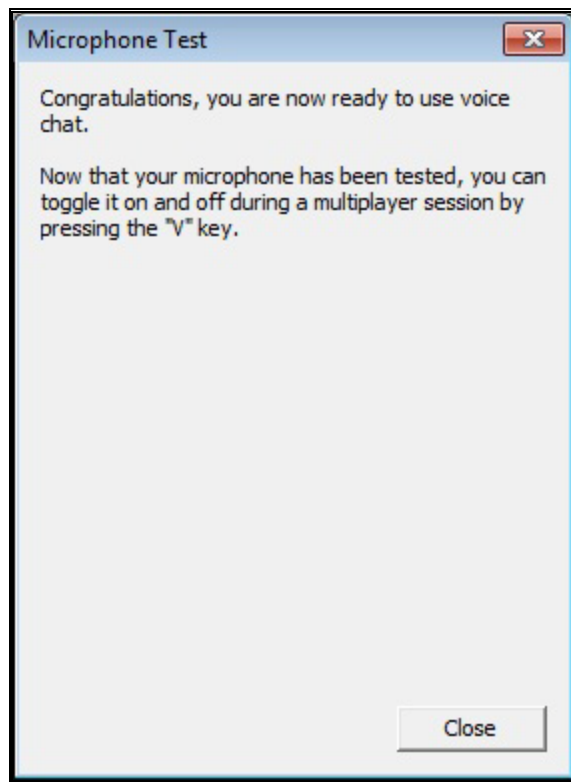 Microphone Test
Congratulations, you are now ready to use voice
chat.
Now that your microphone has been tested, you can
toggle it on and off during a multiplayer session by
pressing the "V" key.
Close